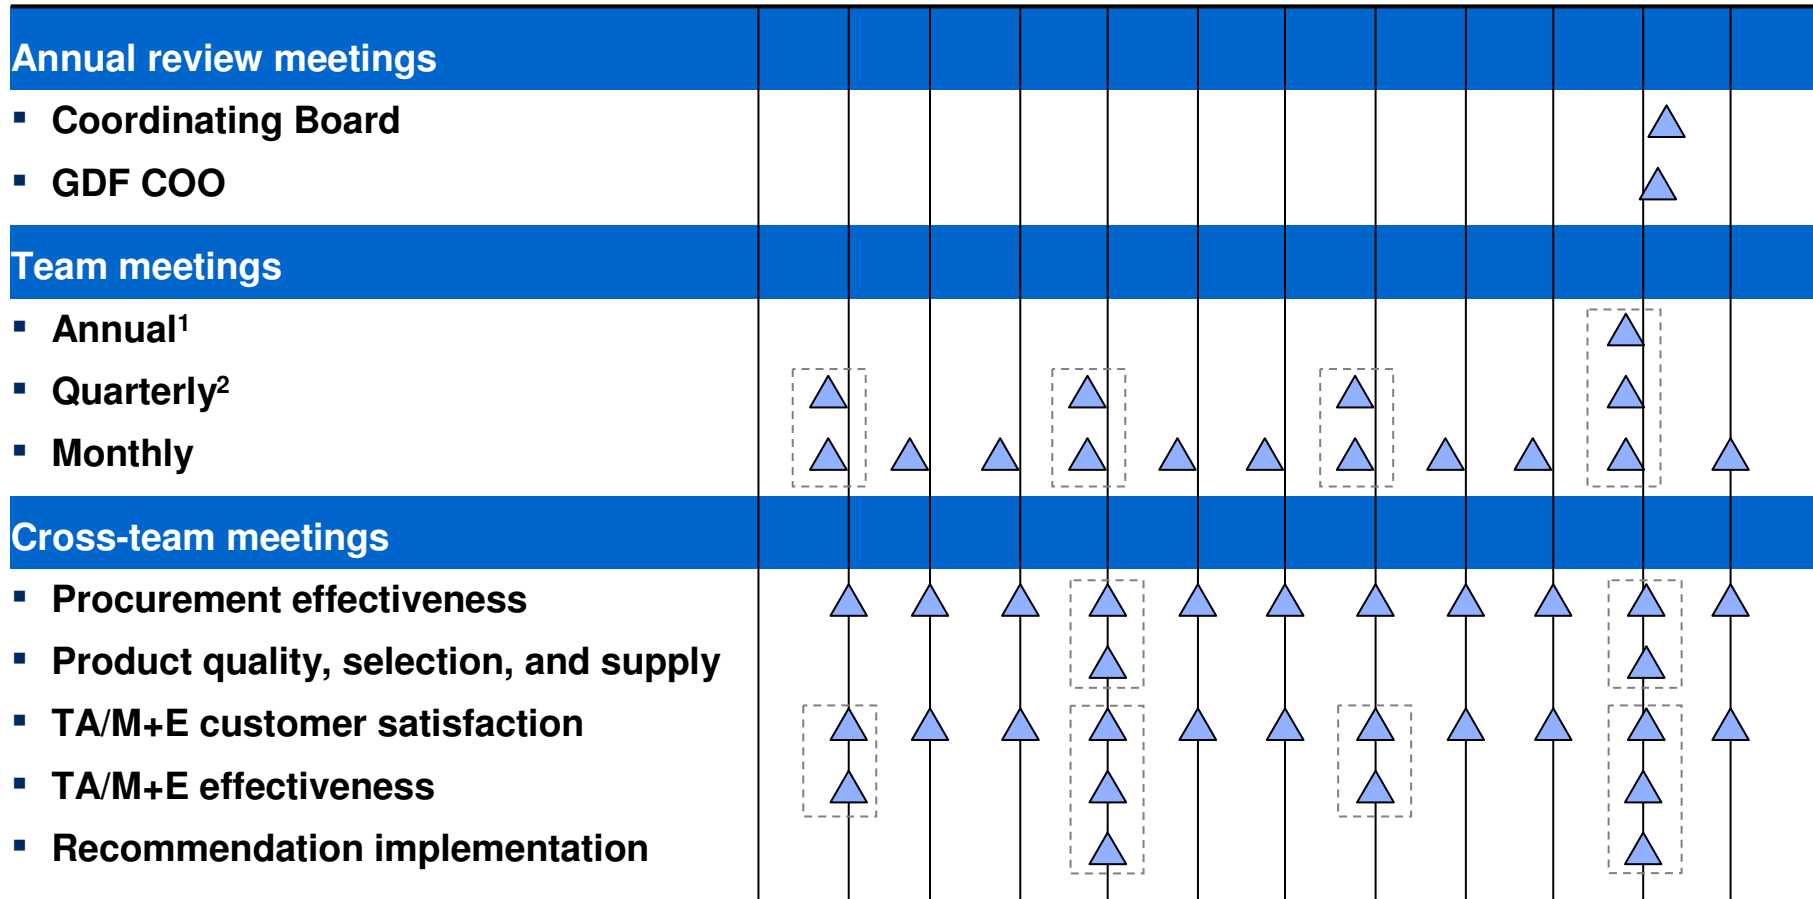 Annual review meetings
▪ Coordinating Board
▪ GDF COO
Team meetings
▪ Annual¹
▪ Quarterly²
▪ Monthly
Cross-team meetings
▪ Procurement effectiveness
▪ Product quality, selection, and supply
▪ TA/M+E customer satisfaction
▪ TA/M+E effectiveness
▪ Recommendation implementation